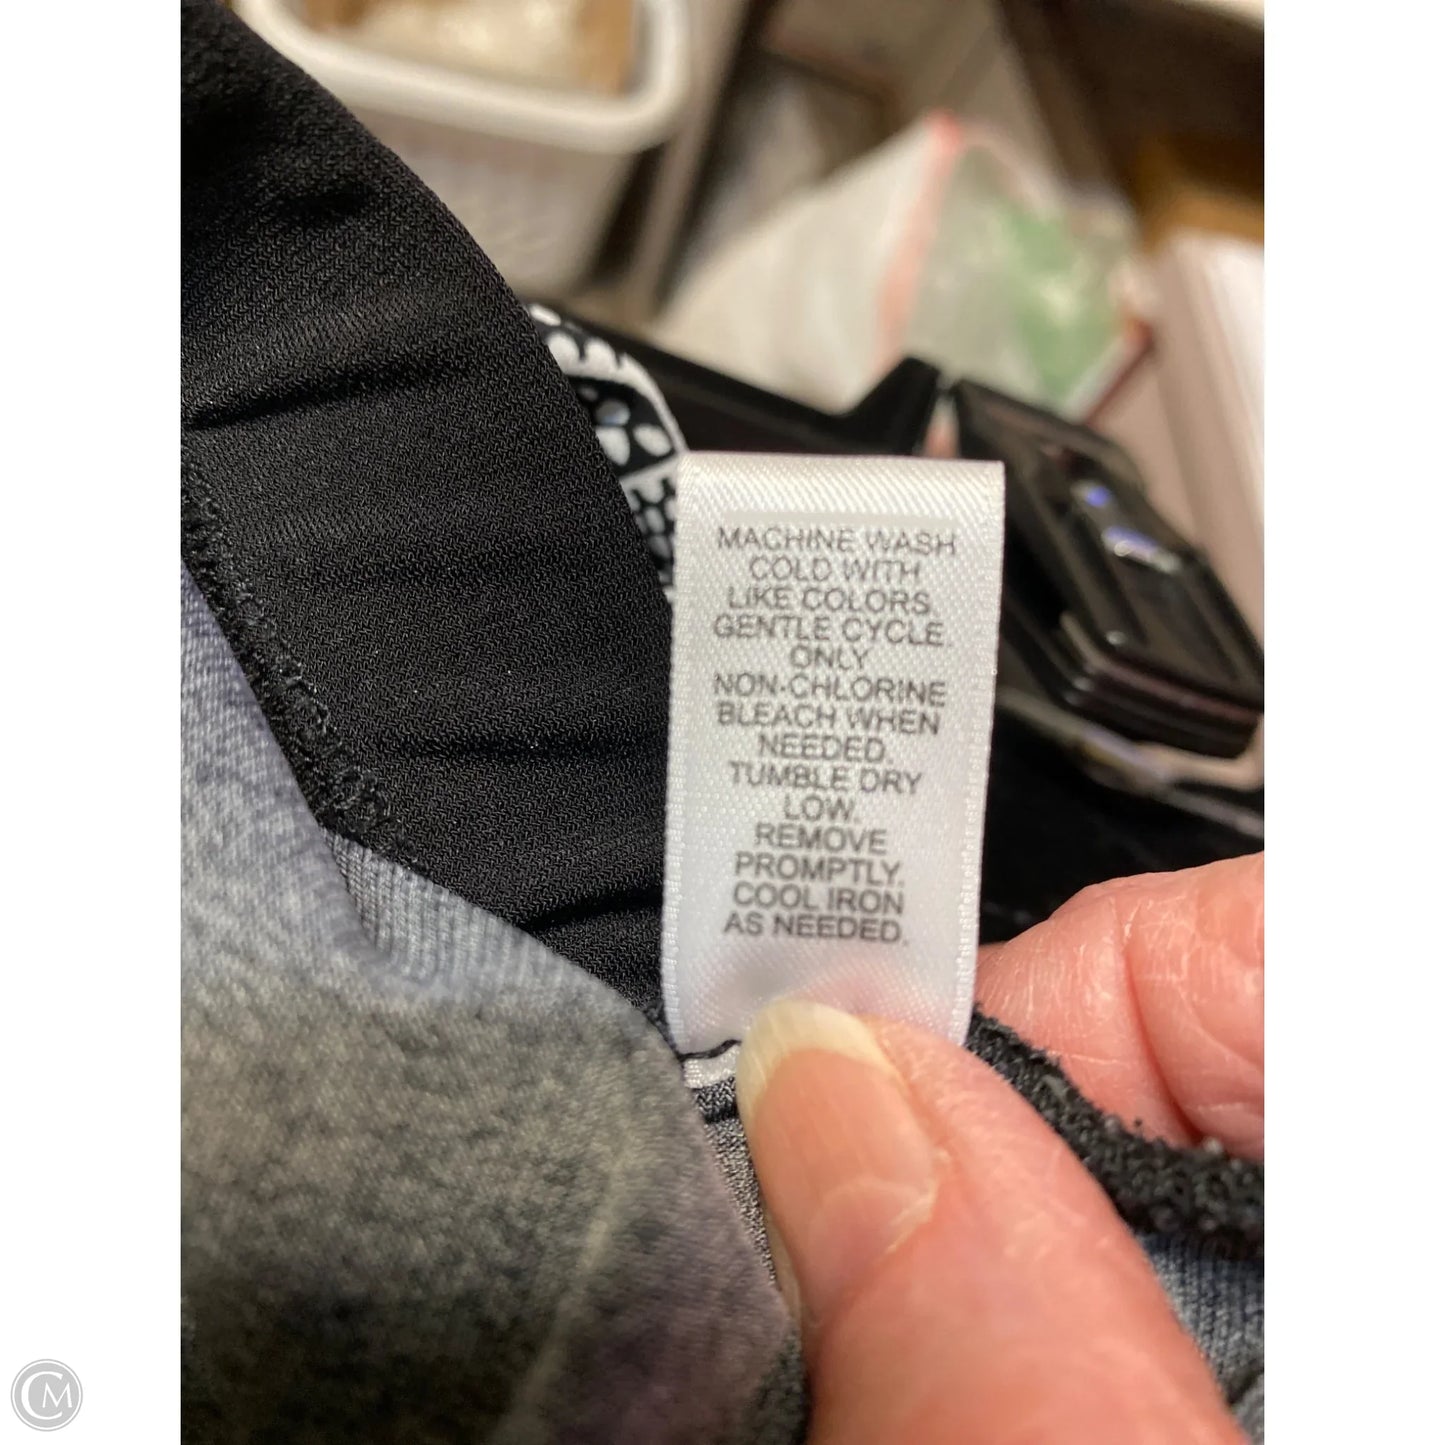 MACHINE WASH
COLD WITH
LIKE COLORS
GENTLE CYCLE
ONLY
NON-CHLORINE
BLEACH WHEN
NEEDED.
TUMBLE DRY
LOW.
REMOVE
PROMPTLY.
COOL IRON
AS NEEDED.
CM